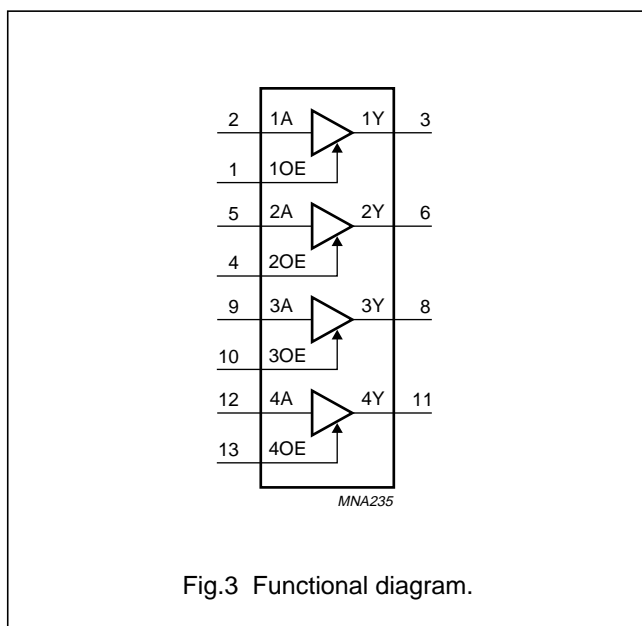 2 1A 1Y 3
1 1OE
5 2A 2Y 6
4 2OE
9 3A 3Y 8
10 3OE
12 4A 4Y 11
13 4OE
MNA235
Fig.3 Functional diagram.